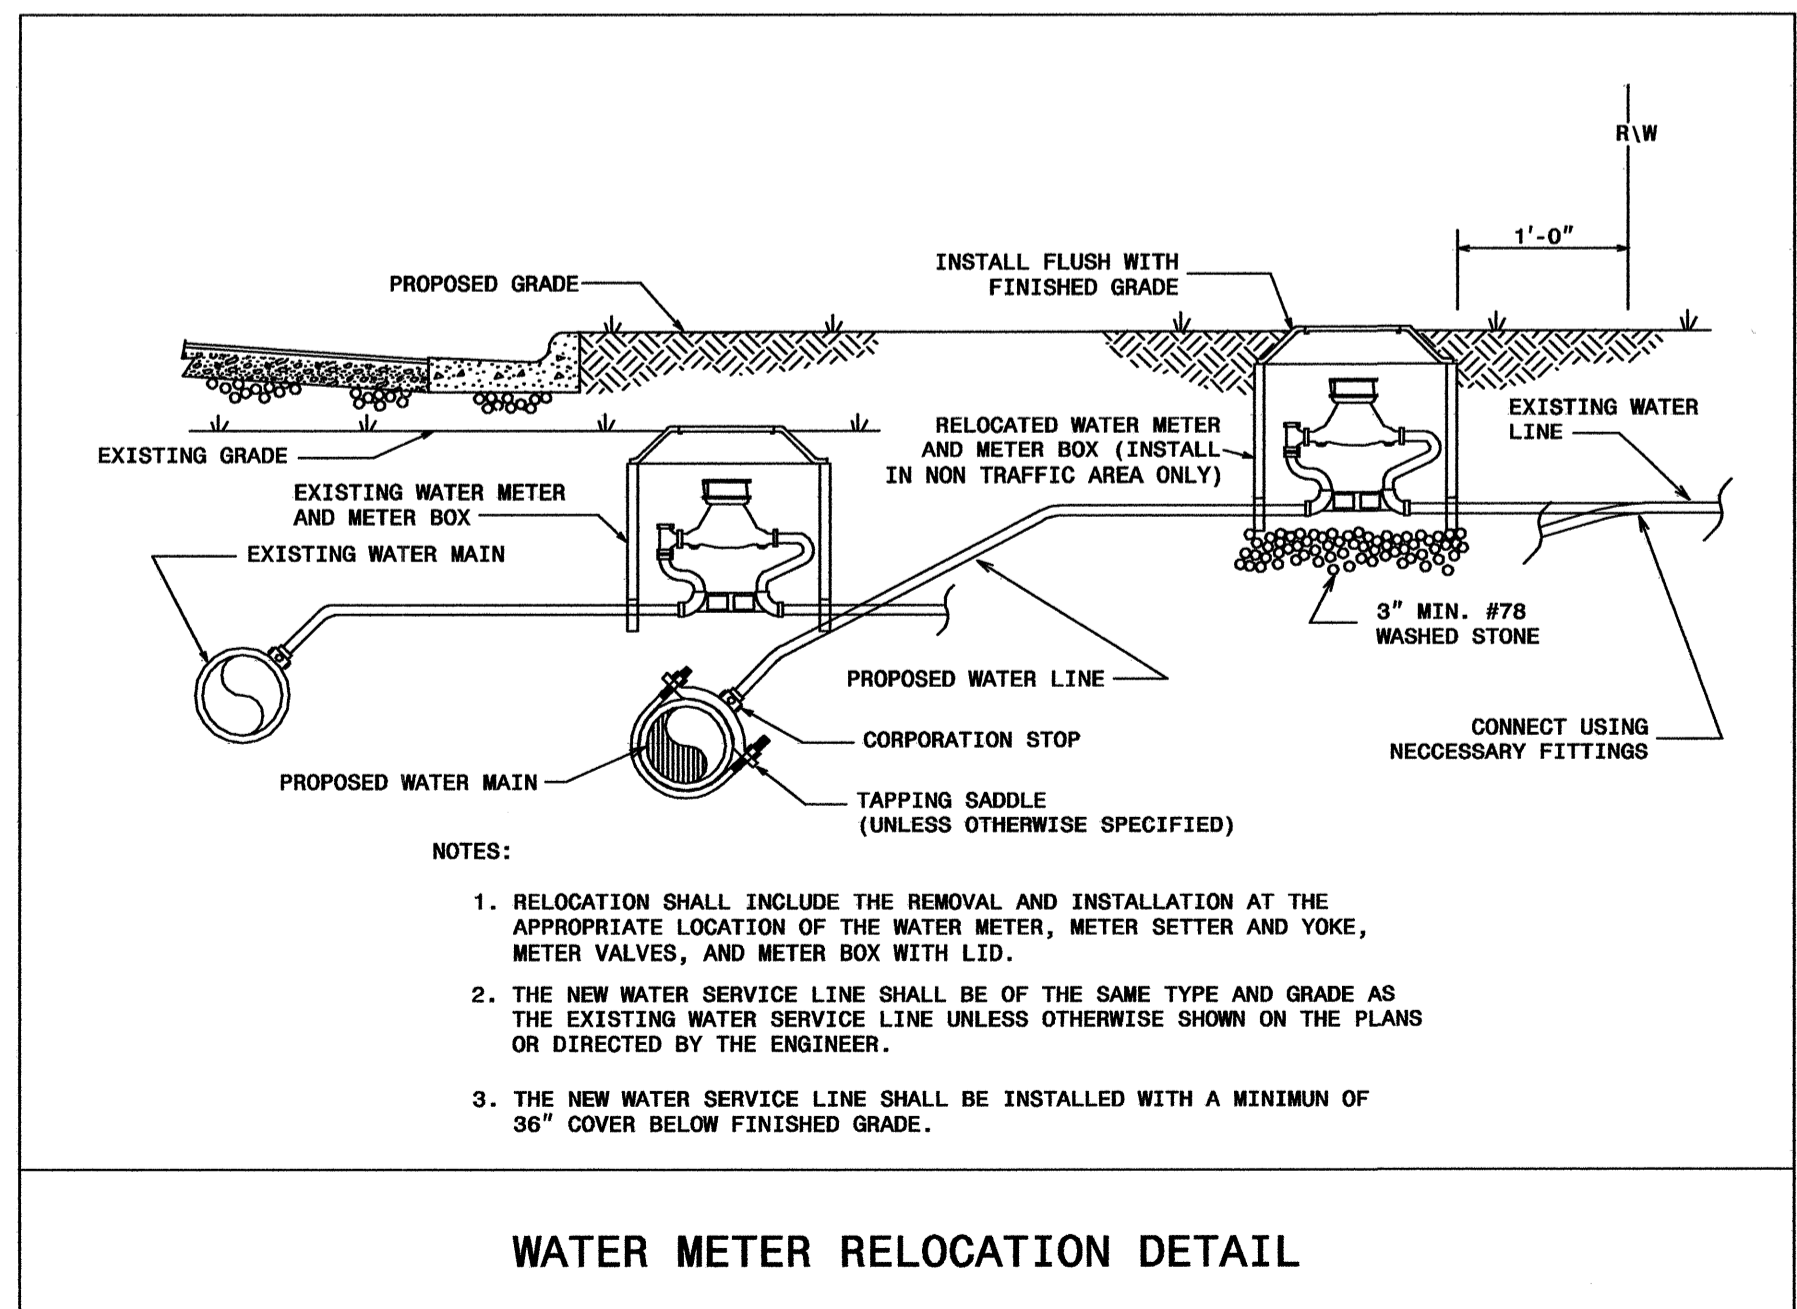 R\W
1'-0"
INSTALL FLUSH WITH
FINISHED GRADE
PROPOSED GRADE
EXISTING WATER
LINE
RELOCATED WATER METER
AND METER BOX (INSTALL
IN NON TRAFFIC AREA ONLY)
EXISTING GRADE
EXISTING WATER METER
AND METER BOX
EXISTING WATER MAIN
3" MIN. #78
WASHED STONE
PROPOSED WATER LINE
CONNECT USING
NECCESSARY FITTINGS
CORPORATION STOP
PROPOSED WATER MAIN
TAPPING SADDLE
(UNLESS OTHERWISE SPECIFIED)
NOTES:
1. RELOCATION SHALL INCLUDE THE REMOVAL AND INSTALLATION AT THE
APPROPRIATE LOCATION OF THE WATER METER, METER SETTER AND YOKE,
METER VALVES, AND METER BOX WITH LID.
2. THE NEW WATER SERVICE LINE SHALL BE OF THE SAME TYPE AND GRADE AS
THE EXISTING WATER SERVICE LINE UNLESS OTHERWISE SHOWN ON THE PLANS
OR DIRECTED BY THE ENGINEER.
3. THE NEW WATER SERVICE LINE SHALL BE INSTALLED WITH A MINIMUN OF
36" COVER BELOW FINISHED GRADE.
WATER METER RELOCATION DETAIL